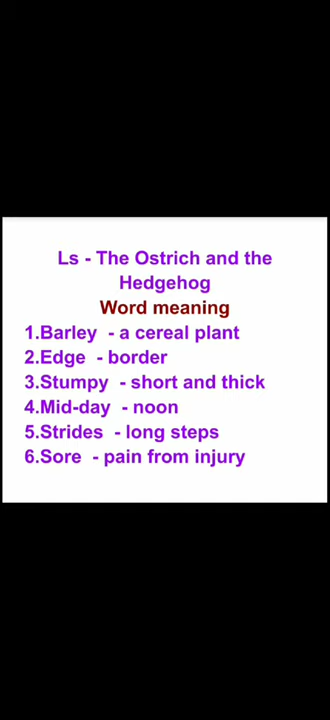 Ls - The Ostrich and the
Hedgehog
Word meaning
1.Barley - a cereal plant
2.Edge - border
3.Stumpy - short and thick
4.Mid-day - noon
5.Strides - long steps
6.Sore - pain from injury